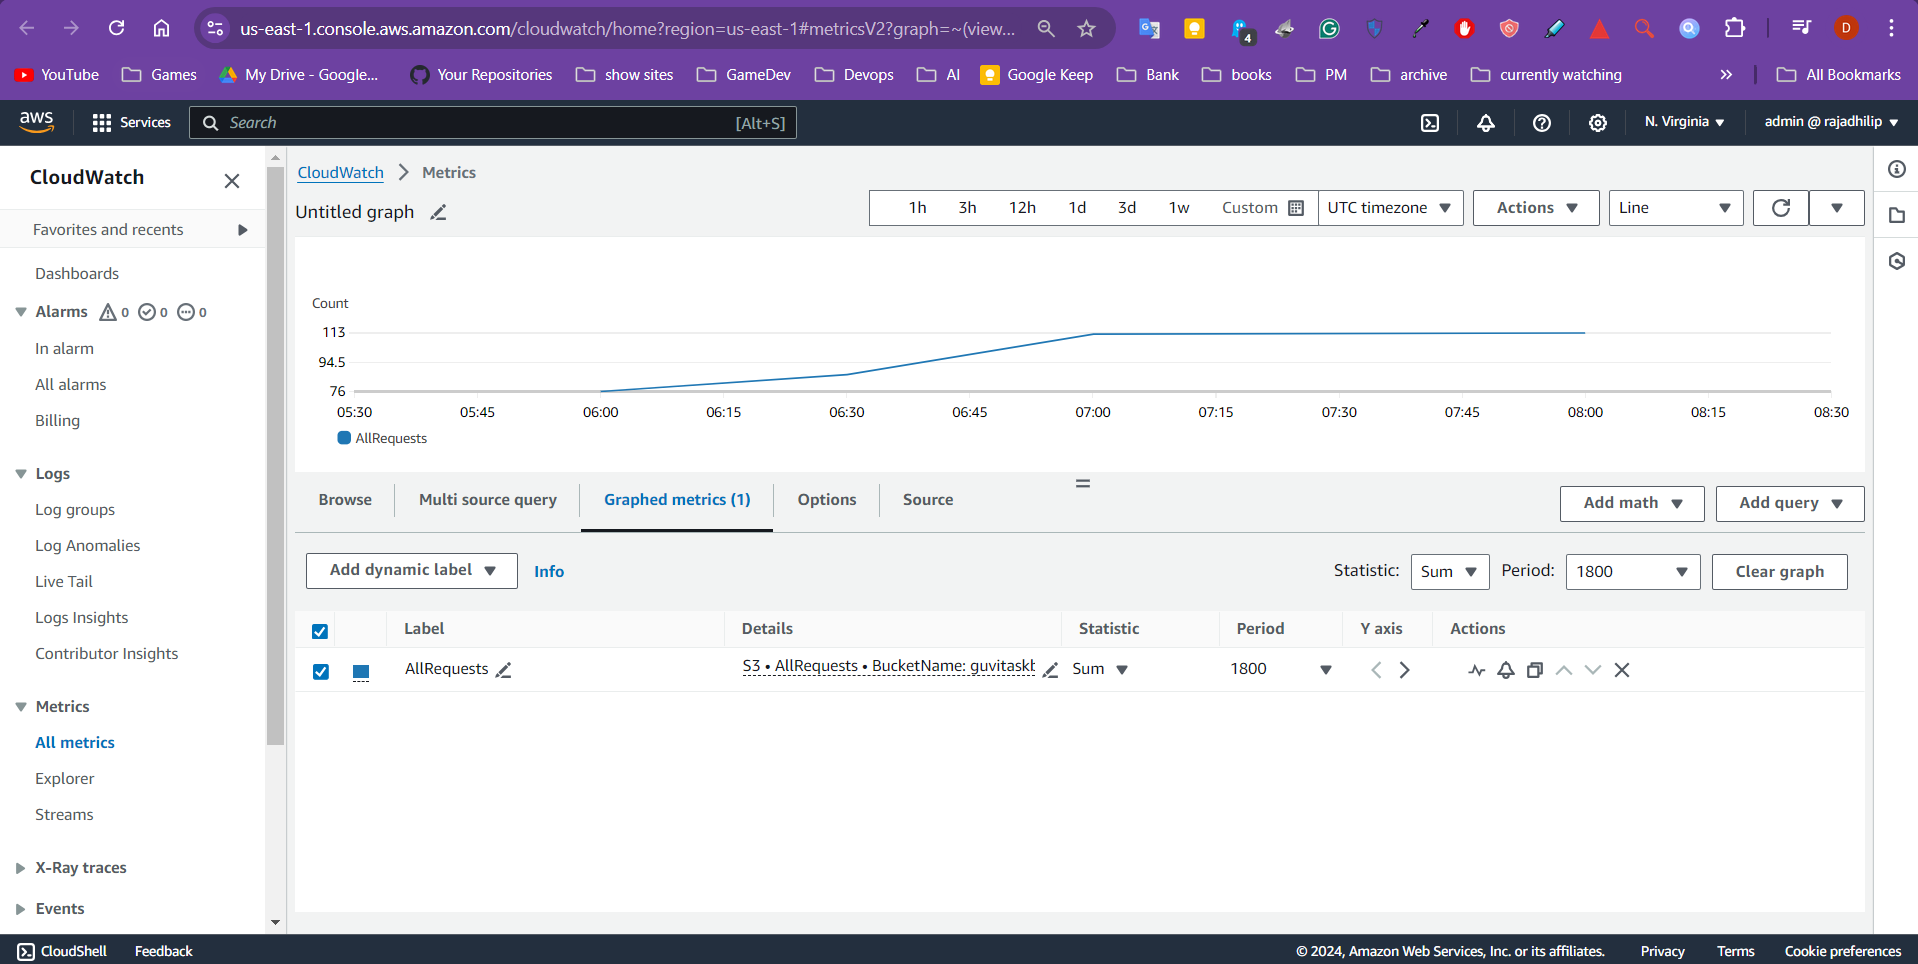 us-east-1.console.aws.amazon.com/cloudwatch/home?region=us-east-1#metricsV2?graph=~(view...
4
D
YouTube Games My Drive - Google... Your Repositories show sites GameDev Devops AI Google Keep Bank books PM archive currently watching » All Bookmarks
aws Services Search [Alt+S] N. Virginia admin @ rajadhilip
CloudWatch
Favorites and recents
Dashboards
Alarms 0 0 0
In alarm
All alarms
Billing
Logs
Log groups
Log Anomalies
Live Tail
Logs Insights
Contributor Insights
Metrics
All metrics
Explorer
Streams
X-Ray traces
Events
CloudWatch Metrics
Untitled graph
1h 3h 12h 1d 3d 1w Custom UTC timezone Actions Line
Count
113
94.5
76
05:30 05:45 06:00 06:15 06:30 06:45 07:00 07:15 07:30 07:45 08:00 08:15 08:30
AllRequests
Browse Multi source query Graphed metrics (1) Options Source Add math Add query
Add dynamic label Info Statistic: Sum Period: 1800 Clear graph
Label Details Statistic Period Y axis Actions
AllRequests S3 • AllRequests • BucketName: guvitaskb Sum 1800
CloudShell Feedback © 2024, Amazon Web Services, Inc. or its affiliates. Privacy Terms Cookie preferences